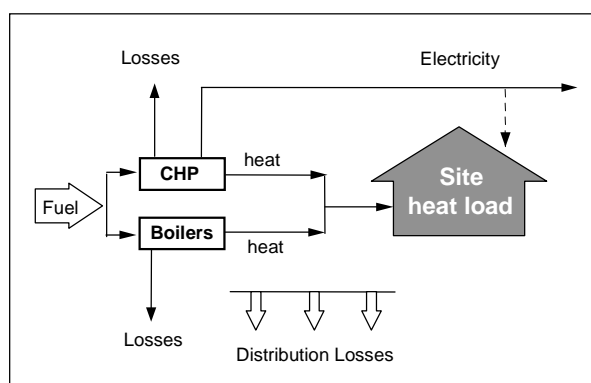 Losses
Electricity
CHP
heat
Site
heat load
Fuel
Boilers
heat
Losses
Distribution Losses